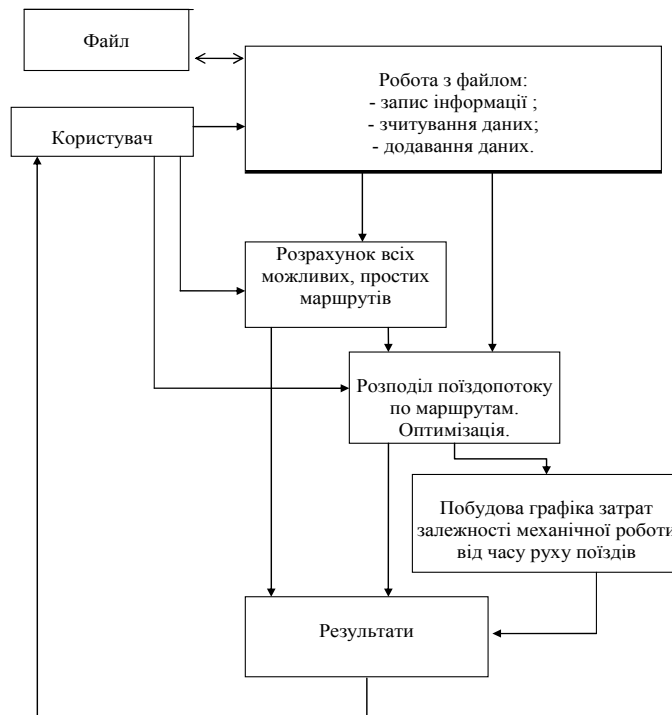 Файл
Робота з файлом:
- запис інформації ;
- зчитування даних;
- додавання даних.
Користувач
Розрахунок всіх
можливих, простих
маршрутів
Розподіл поїздопотоку
по маршрутам.
Оптимізація.
Побудова графіка затрат
залежності механічної роботи
від часу руху поїздів
Результати